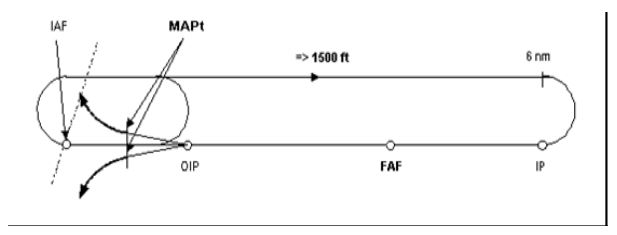 IAF
MAPt
=> 1500 ft
6 nm
OIP
FAF
IP